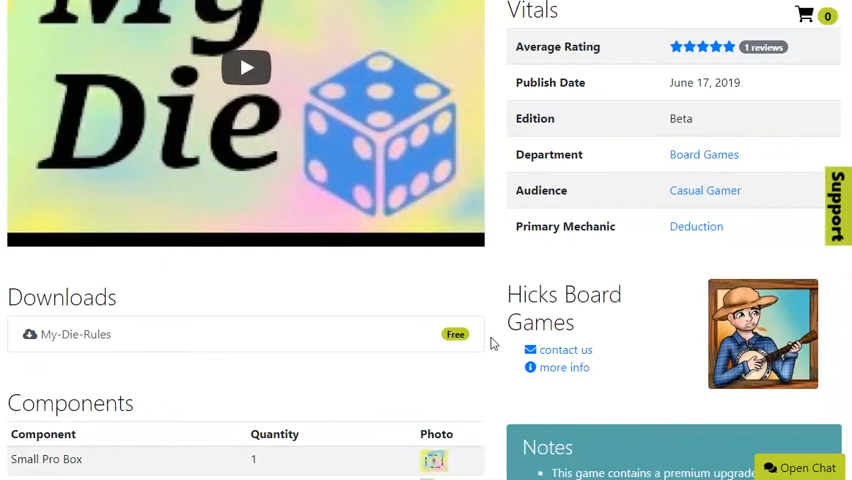 My
Die
Vitals
0
Average Rating
1 reviews
Publish Date
June 17, 2019
Edition
Beta
Department
Board Games
Audience
Casual Gamer
Primary Mechanic
Deduction
Support
Downloads
My-Die-Rules
Free
Hicks Board
Games
contact us
more info
Components
Component
Quantity
Photo
Small Pro Box
1
Notes
This game contains a premium upgrade
Open Chat